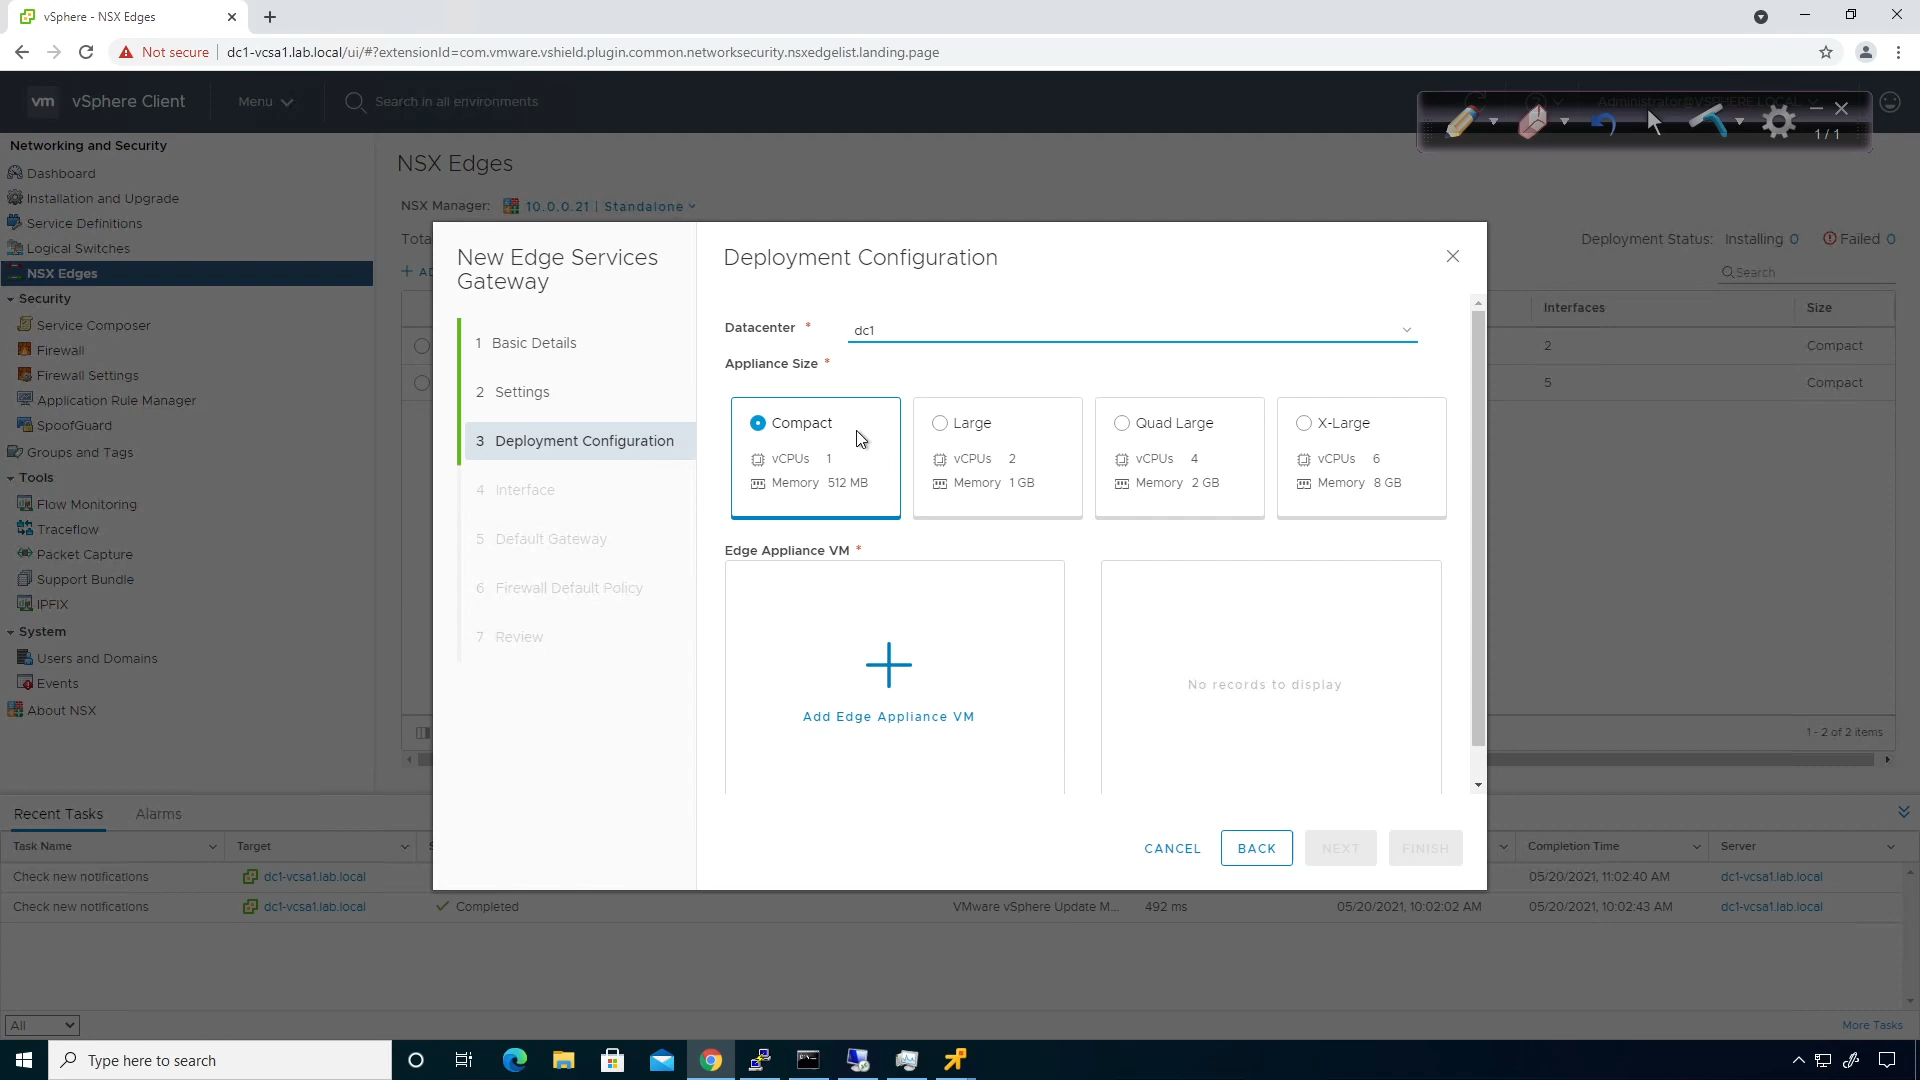 vSphere - NSX Edges
Not secure
dc1-vcsa1.lab.local/ui/#?extensionId=com.vmware.vshield.plugin.common.networksecurity.nsxedgelist.landing.page
vm
vSphere Client
Menu
Search in all environments
Administrator@VSPHERE.LOCAL
1/1
Networking and Security
Dashboard
Installation and Upgrade
Service Definitions
Logical Switches
NSX Edges
Security
Service Composer
Firewall
Firewall Settings
Application Rule Manager
SpoofGuard
Groups and Tags
Tools
Flow Monitoring
Traceflow
Packet Capture
Support Bundle
IPFIX
System
Users and Domains
Events
About NSX
NSX Edges
NSX Manager:
10.0.0.21 | Standalone
Deployment Status: Installing 0 Failed 0
Search
Interfaces
Size
2
Compact
5
Compact
1 - 2 of 2 items
New Edge Services
Gateway
1 Basic Details
2 Settings
3 Deployment Configuration
4 Interface
5 Default Gateway
6 Firewall Default Policy
7 Review
Deployment Configuration
Datacenter *
dc1
Appliance Size *
Compact
vCPUs 1
Memory 512 MB
Large
vCPUs 2
Memory 1 GB
Quad Large
vCPUs 4
Memory 2 GB
X-Large
vCPUs 6
Memory 8 GB
Edge Appliance VM *
Add Edge Appliance VM
No records to display
CANCEL
BACK
NEXT
FINISH
Recent Tasks
Alarms
Task Name
Target
Completion Time
Server
Check new notifications
dc1-vcsa1.lab.local
05/20/2021, 11:02:40 AM
dc1-vcsa1.lab.local
Check new notifications
dc1-vcsa1.lab.local
Completed
VMware vSphere Update M...
492 ms
05/20/2021, 10:02:02 AM
05/20/2021, 10:02:43 AM
dc1-vcsa1.lab.local
All
More Tasks
Type here to search